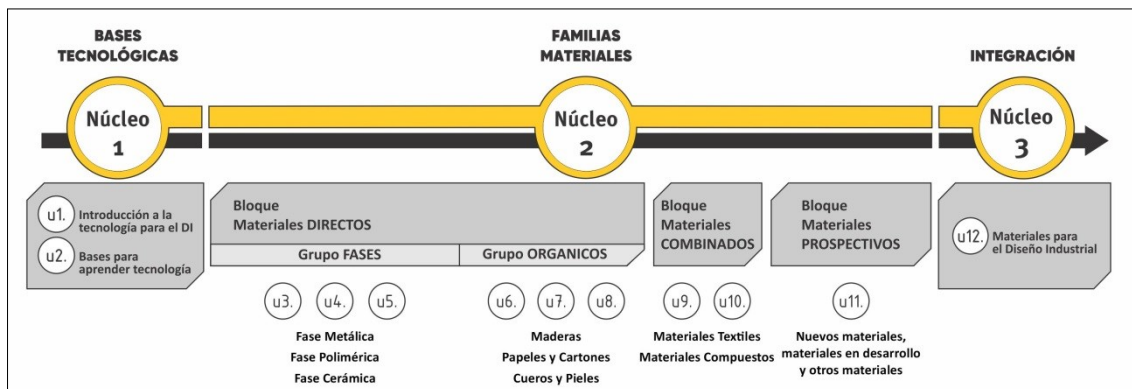 BASES
TECNOLÓGICAS
FAMILIAS
MATERIALES
INTEGRACIÓN
Núcleo
1
Núcleo
2
Núcleo
3
u1.
Introducción a la
tecnología para el DI
u2.
Bases para
aprender tecnología
Bloque
Materiales DIRECTOS
Grupo FASES
Grupo ORGANICOS
Bloque
Materiales
COMBINADOS
Bloque
Materiales
PROSPECTIVOS
u12.
Materiales para
el Diseño Industrial
u3.
u4.
u5.
Fase Metálica
Fase Polimérica
Fase Cerámica
u6.
u7.
u8.
Maderas
Papeles y Cartones
Cueros y Pieles
u9.
u10.
Materiales Textiles
Materiales Compuestos
u11.
Nuevos materiales,
materiales en desarrollo
y otros materiales